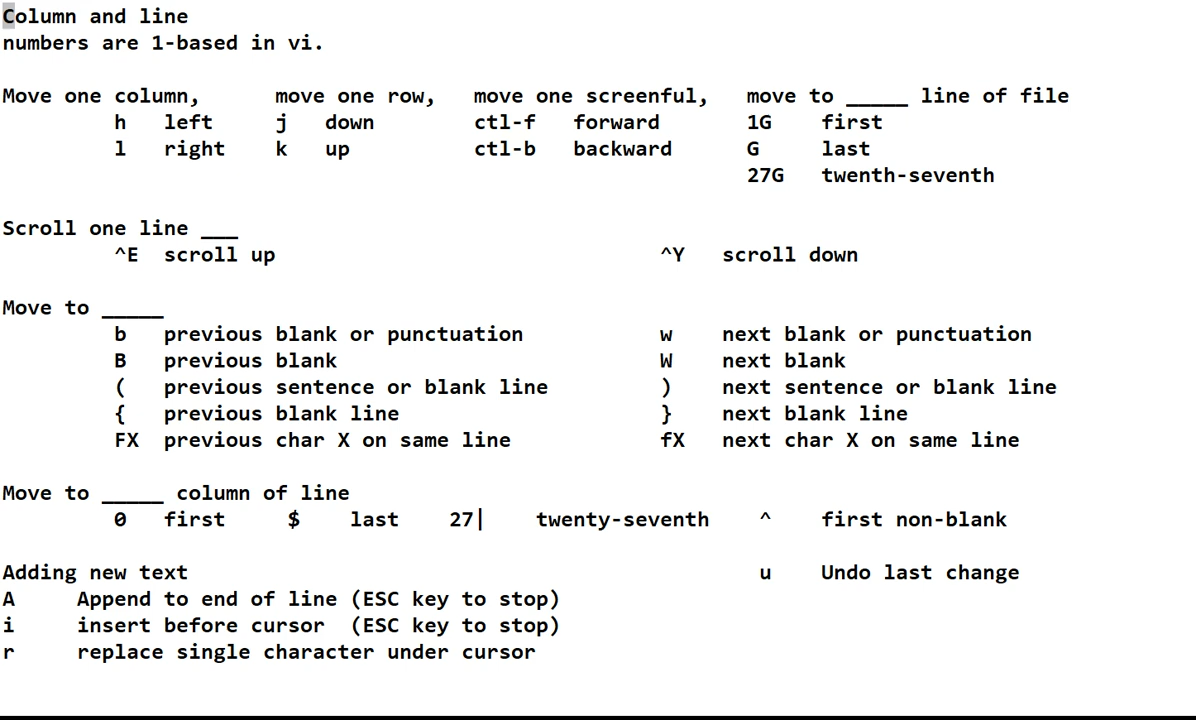 Column and line
numbers are 1-based in vi.
Move one column, move one row, move one screenful, move to _____ line of file
h left j down ctl-f forward 1G first
l right k up ctl-b backward G last
27G twenth-seventh
Scroll one line ___
^E scroll up ^Y scroll down
Move to _____
b previous blank or punctuation w next blank or punctuation
B previous blank W next blank
( previous sentence or blank line ) next sentence or blank line
{ previous blank line } next blank line
FX previous char X on same line fX next char X on same line
Move to _____ column of line
0 first $ last 27| twenty-seventh ^ first non-blank
Adding new text u Undo last change
A Append to end of line (ESC key to stop)
i insert before cursor (ESC key to stop)
r replace single character under cursor